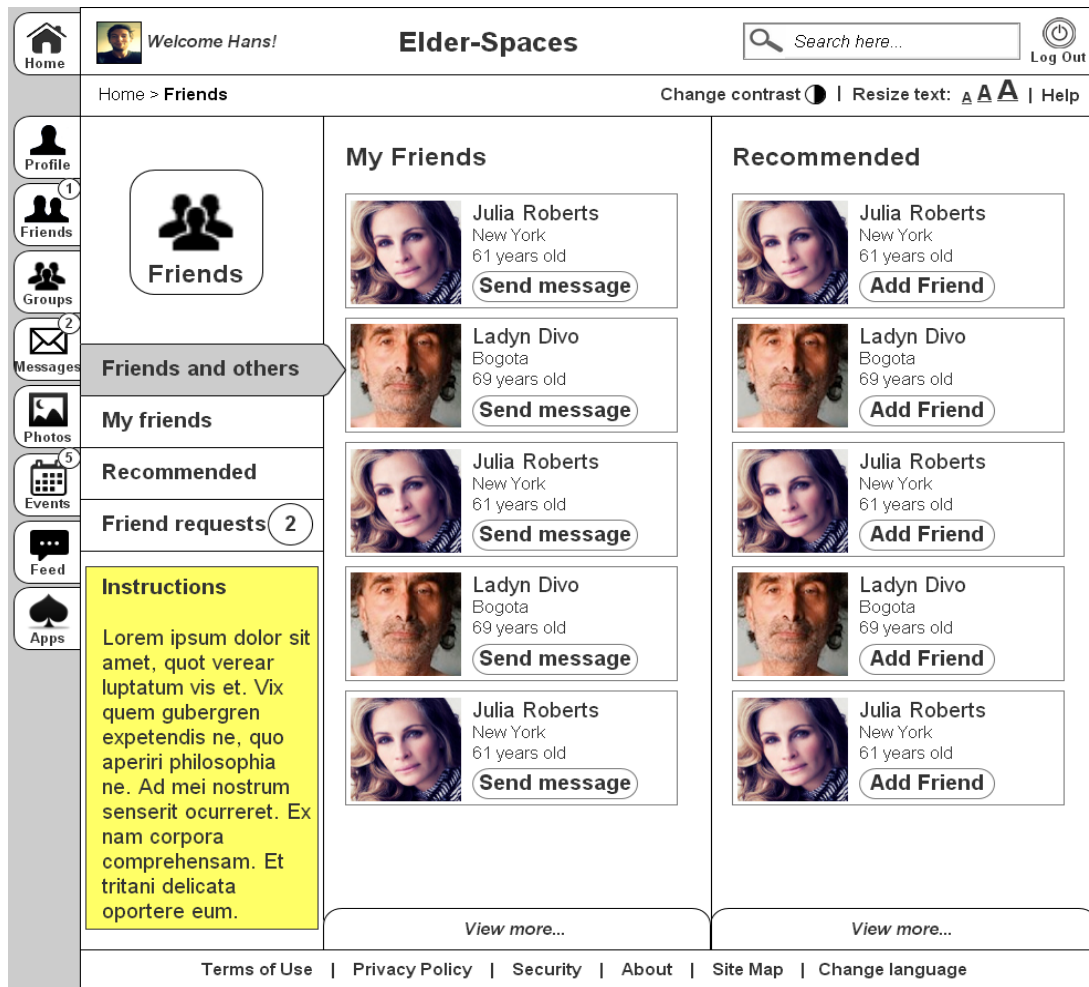 Home
Welcome Hans!
Elder-Spaces
Search here...
Log Out
Home > Friends
Change contrast | Resize text: A A A | Help
Profile
1
Friends
Groups
2
Messages
Photos
5
Events
Feed
Apps
Friends
Friends and others
My friends
Recommended
Friend requests 2
Instructions
Lorem ipsum dolor sit
amet, quot verear
luptatum vis et. Vix
quem gubergren
expetendis ne, quo
aperiri philosophia
ne. Ad mei nostrum
senserit ocurreret. Ex
nam corpora
comprehensam. Et
tritani delicata
oportere eum.
My Friends
Julia Roberts
New York
61 years old
Send message
Ladyn Divo
Bogota
69 years old
Send message
Julia Roberts
New York
61 years old
Send message
Ladyn Divo
Bogota
69 years old
Send message
Julia Roberts
New York
61 years old
Send message
View more...
Recommended
Julia Roberts
New York
61 years old
Add Friend
Ladyn Divo
Bogota
69 years old
Add Friend
Julia Roberts
New York
61 years old
Add Friend
Ladyn Divo
Bogota
69 years old
Add Friend
Julia Roberts
New York
61 years old
Add Friend
View more...
Terms of Use | Privacy Policy | Security | About | Site Map | Change language